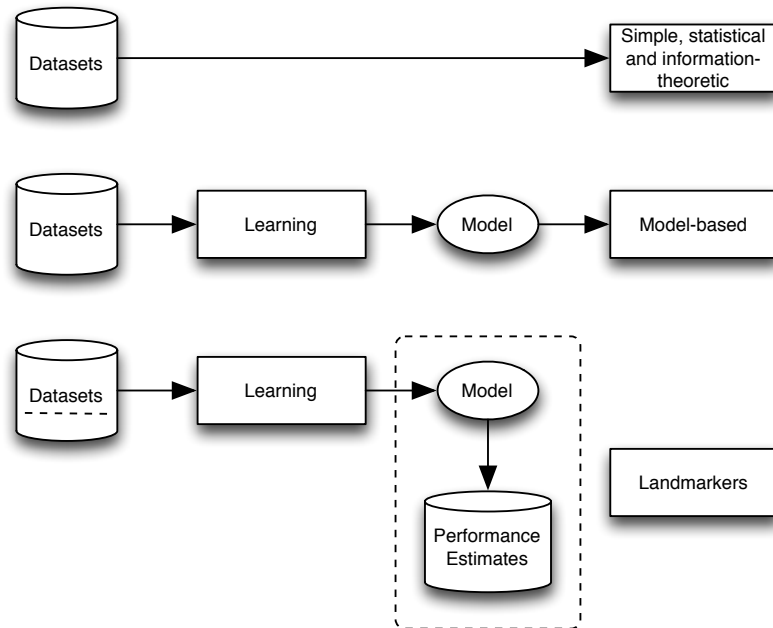 Datasets
Simple, statistical
and information-
theoretic
Datasets
Learning
Model
Model-based
Datasets
Learning
Model
Landmarkers
Performance
Estimates